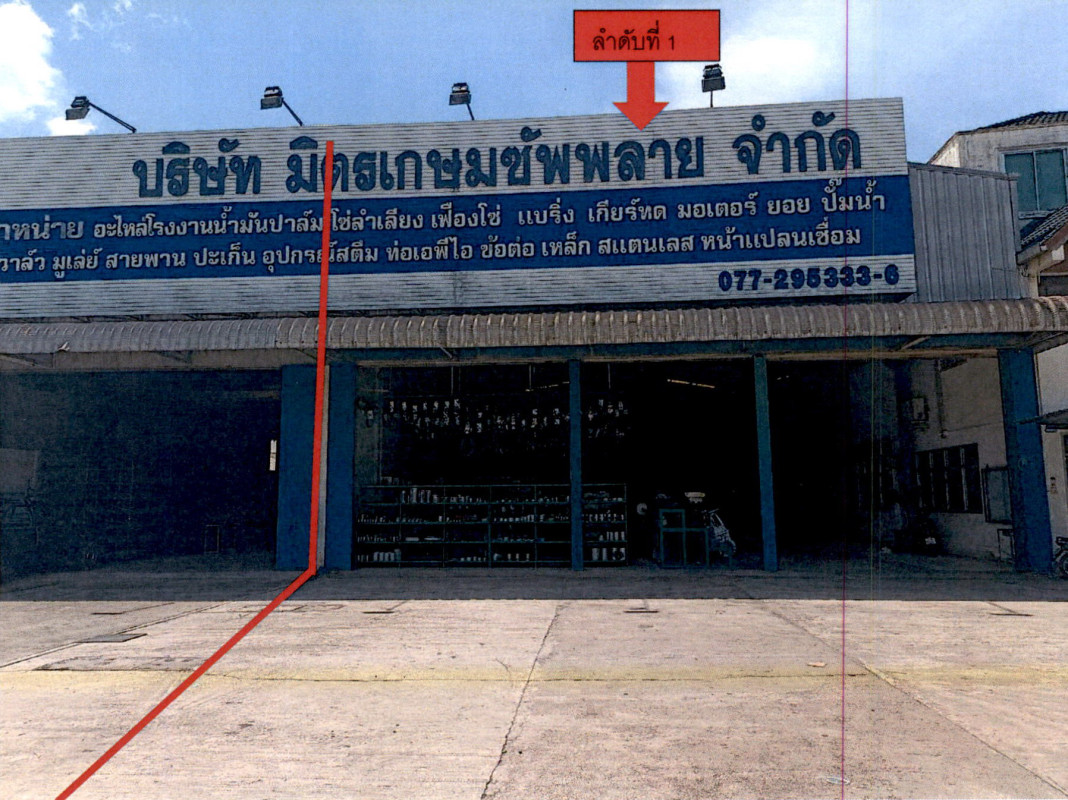 ลำดับที่ 1
บริษัท มิตรเกษมซัพพลาย จำกัด
อะไหล่โรงงานน้ำมันปาล์ม โซ่ลำเลียง เฟืองโซ่ แบริ่ง เกียร์ทด มอเตอร์ ยอย ปั๊มน้ำ
วาล์ว มูเล่ย์ สายพาน ปะเก็น อุปกรณ์สตีม ท่อเอพีไอ ข้อต่อ เหล็ก สแตนเลส หน้าแปลนเชื่อม
077-295333-6